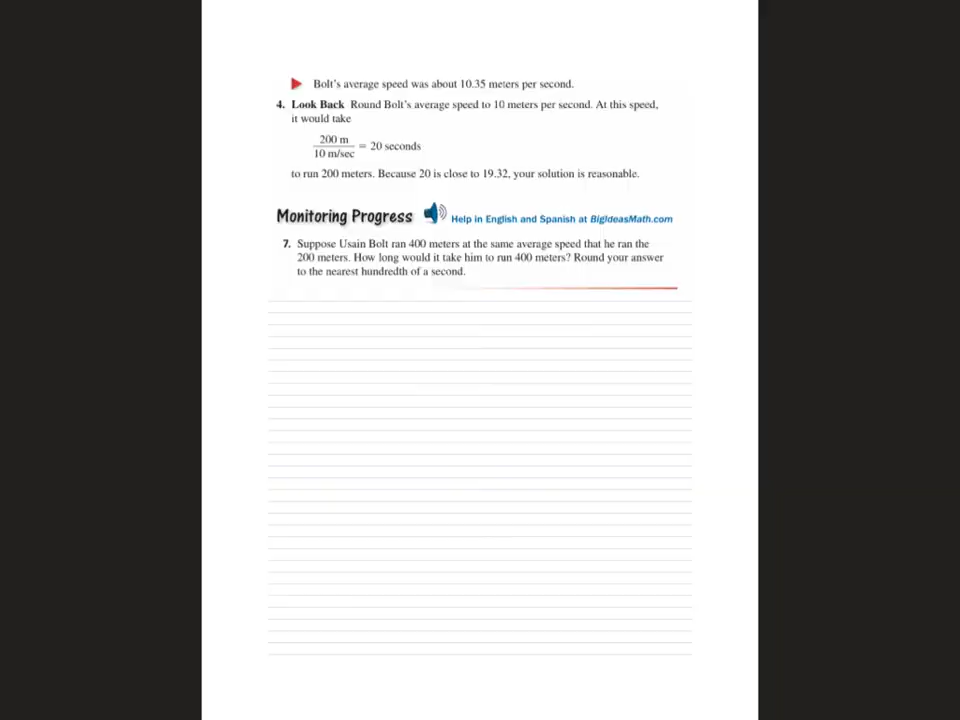 Bolt's average speed was about 10.35 meters per second.
4. Look Back Round Bolt's average speed to 10 meters per second. At this speed,
it would take
200 m
10 m/sec = 20 seconds
to run 200 meters. Because 20 is close to 19.32, your solution is reasonable.
Monitoring Progress Help in English and Spanish at BigIdeasMath.com
7. Suppose Usain Bolt ran 400 meters at the same average speed that he ran the
200 meters. How long would it take him to run 400 meters? Round your answer
to the nearest hundredth of a second.